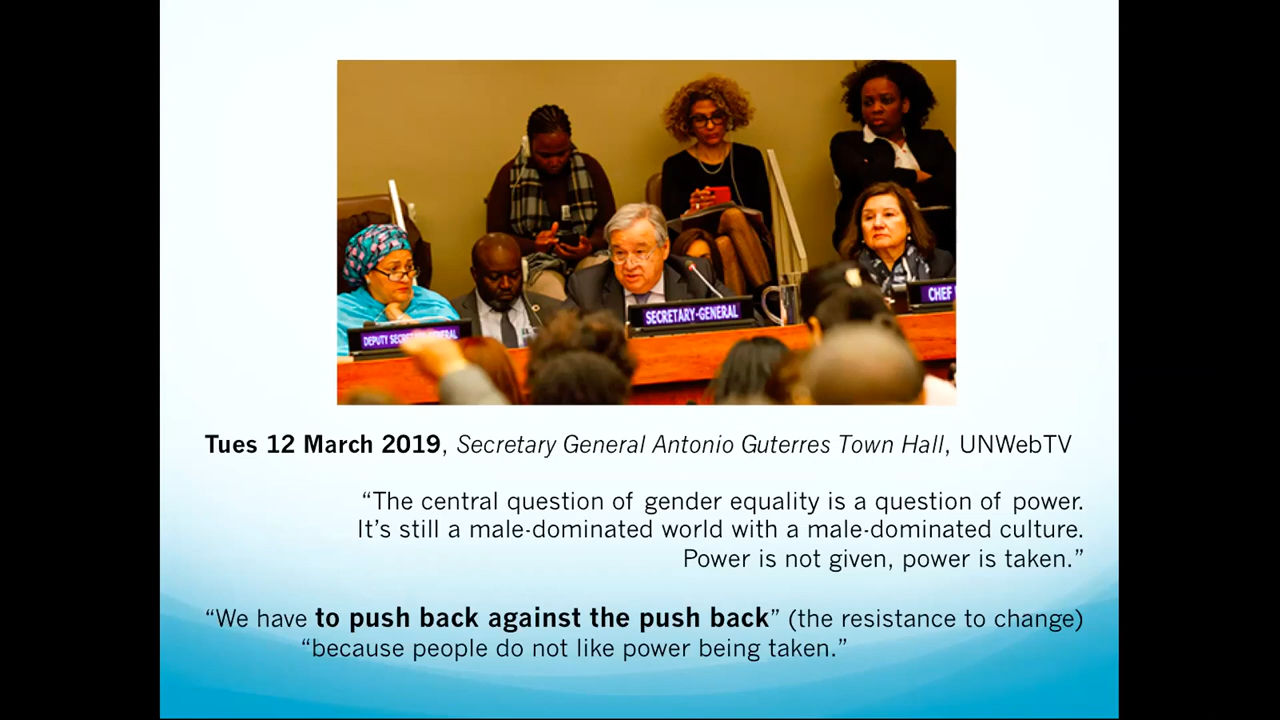 DEPUTY SECRETARY-GENERAL
SECRETARY-GENERAL
CHEF
Tues 12 March 2019, Secretary General Antonio Guterres Town Hall, UNWebTV
“The central question of gender equality is a question of power.
It’s still a male-dominated world with a male-dominated culture.
Power is not given, power is taken.”
“We have to push back against the push back” (the resistance to change)
“because people do not like power being taken.”